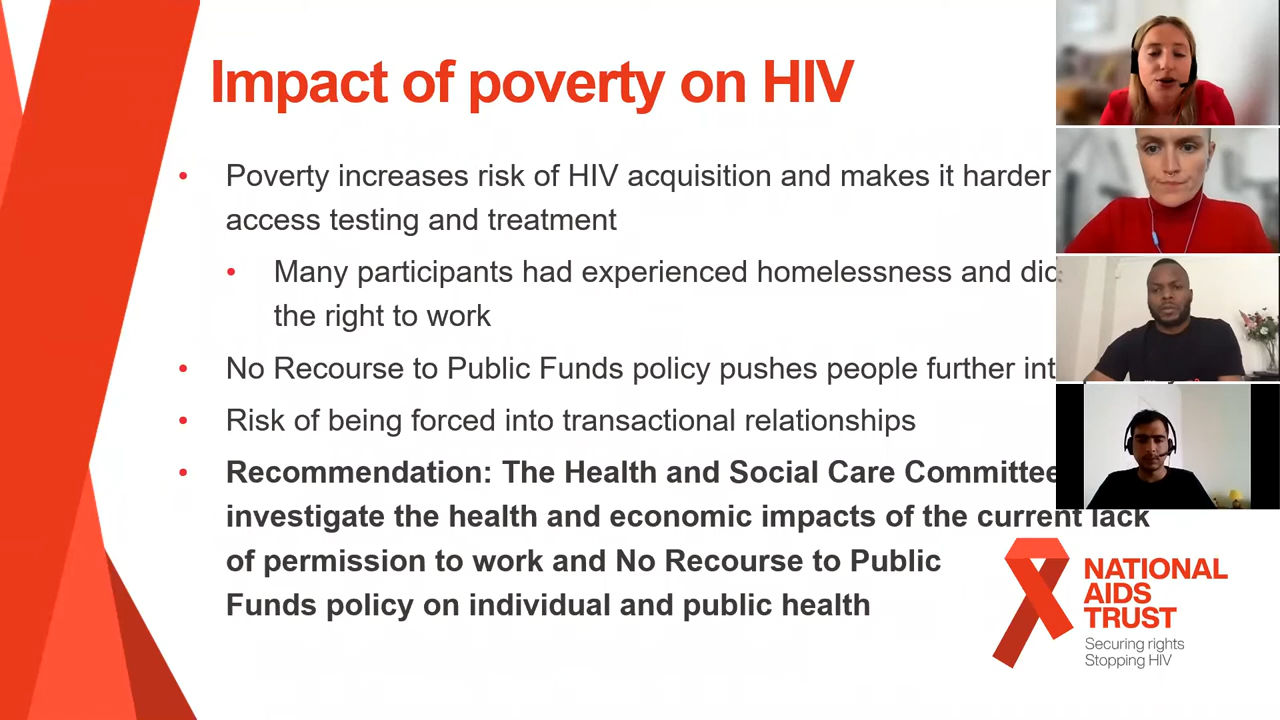 Impact of poverty on HIV
• Poverty increases risk of HIV acquisition and makes it harder
access testing and treatment
• Many participants had experienced homelessness and
the right to work
• No Recourse to Public Funds policy pushes people further
• Risk of being forced into transactional relationships
• Recommendation: The Health and Social Care Committee
investigate the health and economic impacts of the current lack
of permission to work and No Recourse to Public
Funds policy on individual and public health
NATIONAL
AIDS
TRUST
Securing rights
Stopping HIV